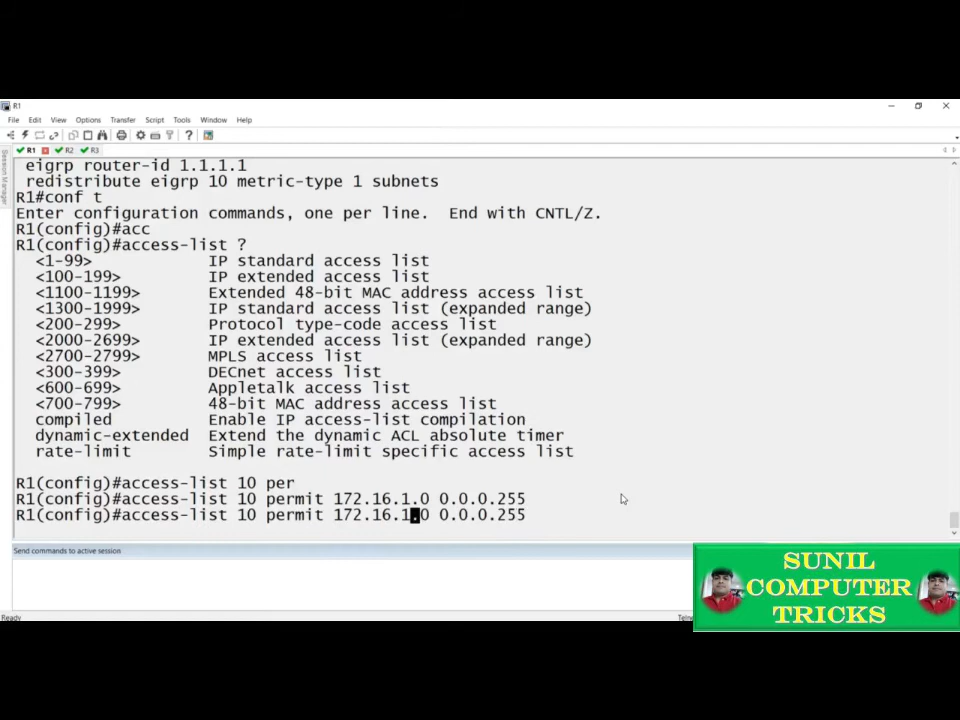 R1
File Edit View Options Transfer Script Tools Window Help
R1 R2 R3
Session Manager
eigrp router-id 1.1.1.1
redistribute eigrp 10 metric-type 1 subnets
R1#conf t
Enter configuration commands, one per line. End with CNTL/Z.
R1(config)#acc
R1(config)#access-list ?
<1-99> IP standard access list
<100-199> IP extended access list
<1100-1199> Extended 48-bit MAC address access list
<1300-1999> IP standard access list (expanded range)
<200-299> Protocol type-code access list
<2000-2699> IP extended access list (expanded range)
<2700-2799> MPLS access list
<300-399> DECnet access list
<600-699> Appletalk access list
<700-799> 48-bit MAC address access list
compiled Enable IP access-list compilation
dynamic-extended Extend the dynamic ACL absolute timer
rate-limit Simple rate-limit specific access list
R1(config)#access-list 10 per
R1(config)#access-list 10 permit 172.16.1.0 0.0.0.255
R1(config)#access-list 10 permit 172.16.1.0 0.0.0.255
Send commands to active session
Ready
SUNIL
COMPUTER
TRICKS